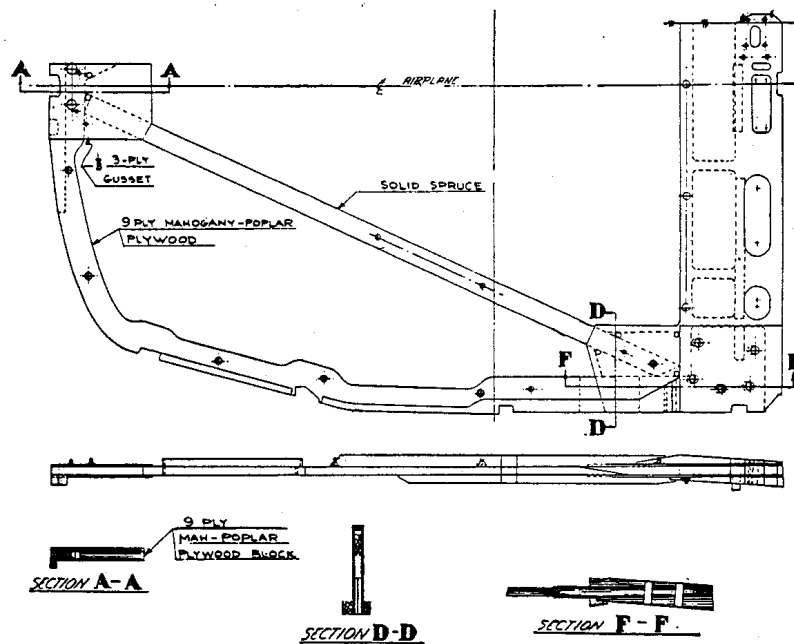 A A
℄ AIRPLANE
1/8 3-PLY
GUSSET
SOLID SPRUCE
9 PLY MAHOGANY-POPLAR
PLYWOOD
D
F
D
9 PLY
MAH-POPLAR
PLYWOOD BLOCK
SECTION A-A
SECTION D-D
SECTION F-F